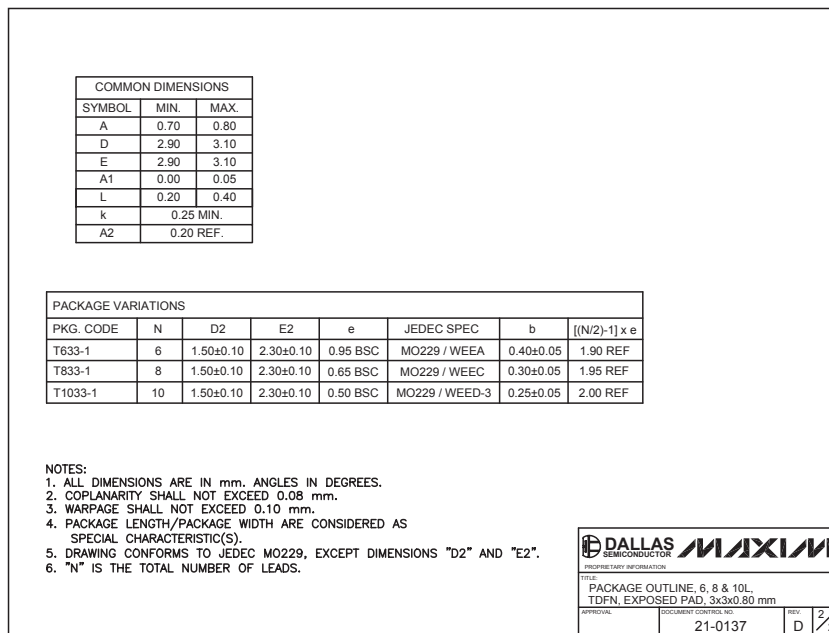 COMMON DIMENSIONS
SYMBOL MIN. MAX.
A 0.70 0.80
D 2.90 3.10
E 2.90 3.10
A1 0.00 0.05
L 0.20 0.40
k 0.25 MIN.
A2 0.20 REF.
PACKAGE VARIATIONS
PKG. CODE N D2 E2 e JEDEC SPEC b [(N/2)-1] x e
T633-1 6 1.50±0.10 2.30±0.10 0.95 BSC MO229 / WEEA 0.40±0.05 1.90 REF
T833-1 8 1.50±0.10 2.30±0.10 0.65 BSC MO229 / WEEC 0.30±0.05 1.95 REF
T1033-1 10 1.50±0.10 2.30±0.10 0.50 BSC MO229 / WEED-3 0.25±0.05 2.00 REF
NOTES:
1. ALL DIMENSIONS ARE IN mm. ANGLES IN DEGREES.
2. COPLANARITY SHALL NOT EXCEED 0.08 mm.
3. WARPAGE SHALL NOT EXCEED 0.10 mm.
4. PACKAGE LENGTH/PACKAGE WIDTH ARE CONSIDERED AS
SPECIAL CHARACTERISTIC(S).
5. DRAWING CONFORMS TO JEDEC MO229, EXCEPT DIMENSIONS "D2" AND "E2".
6. "N" IS THE TOTAL NUMBER OF LEADS.
DALLAS
SEMICONDUCTOR
PROPRIETARY INFORMATION
TITLE:
PACKAGE OUTLINE, 6, 8 & 10L,
TDFN, EXPOSED PAD, 3x3x0.80 mm
APPROVAL DOCUMENT CONTROL NO. REV.
21-0137 D 2/